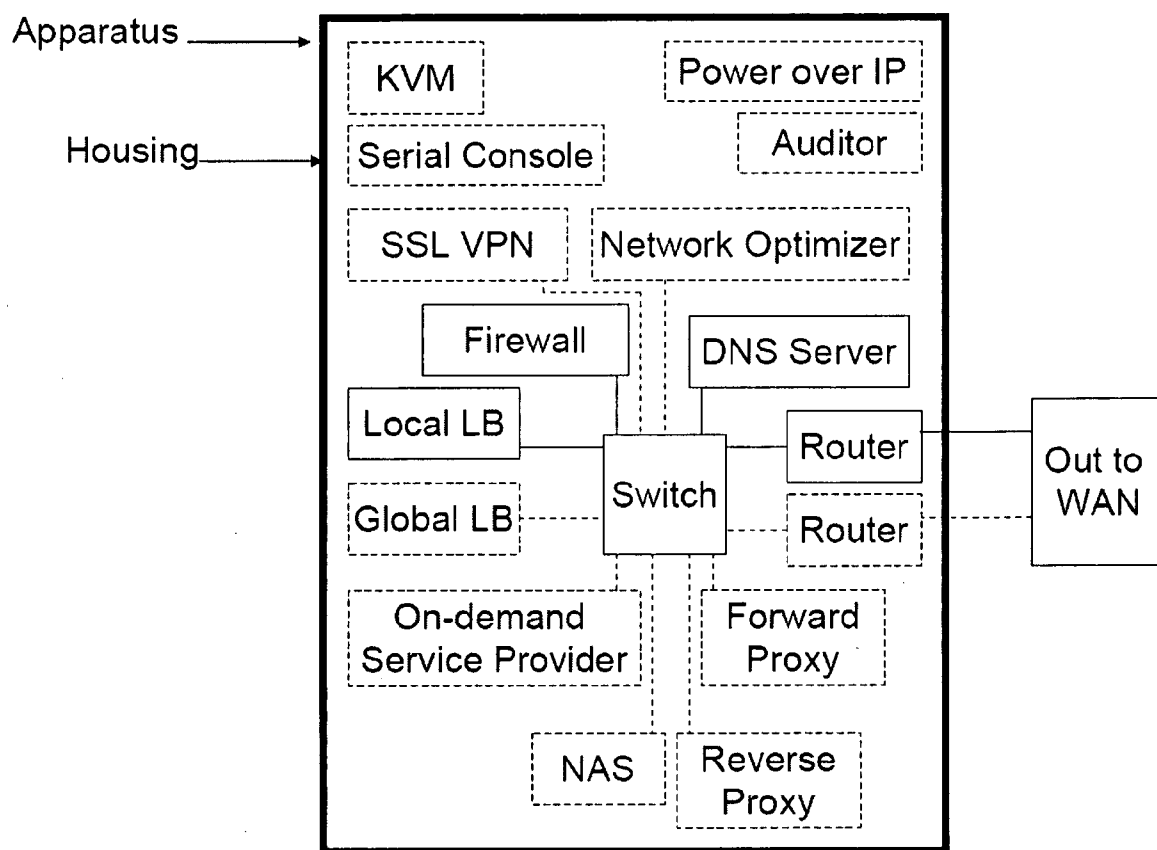 Apparatus
KVM
Power over IP
Housing
Serial Console
Auditor
SSL VPN
Network Optimizer
Firewall
DNS Server
Local LB
Router
Out to
WAN
Switch
Global LB
Router
On-demand
Service Provider
Forward
Proxy
NAS
Reverse
Proxy